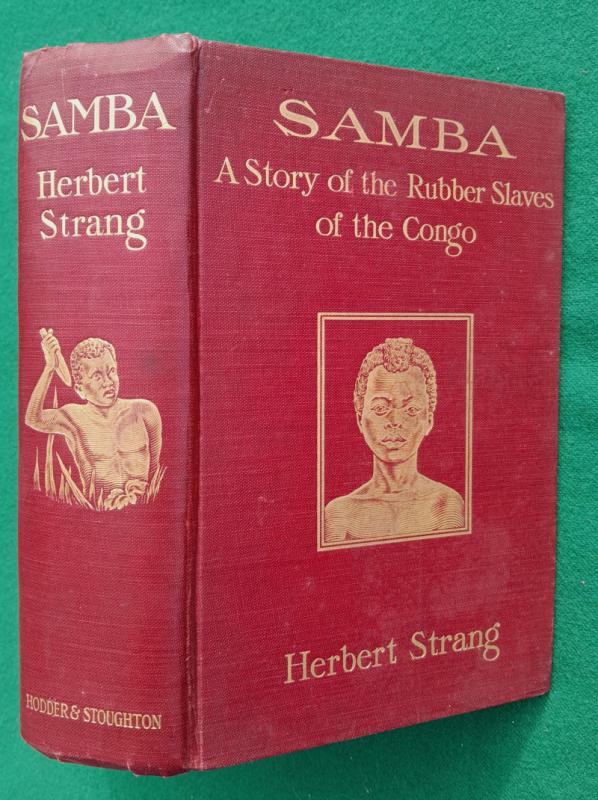 SAMBA
Herbert
Strang
HODDER & STOUGHTON
SAMBA
A Story of the Rubber Slaves
of the Congo
Herbert Strang